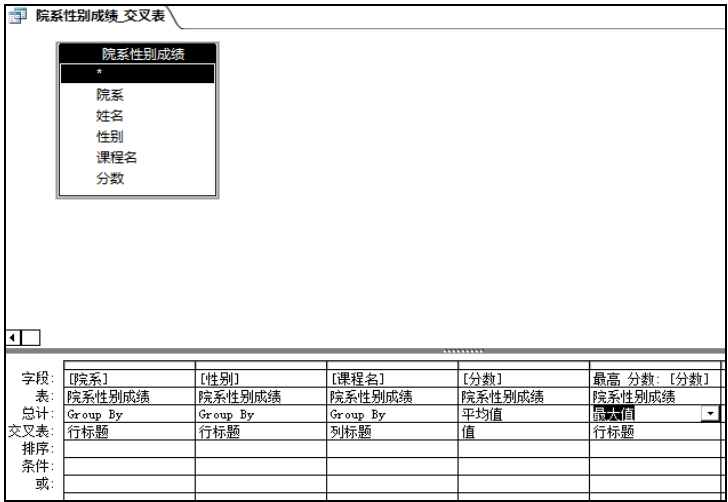 院系性别成绩_交叉表
院系性别成绩
*
院系
姓名
性别
课程名
分数
字段: [院系] [性别] [课程名] [分数] 最高 分数: [分数]
表: 院系性别成绩 院系性别成绩 院系性别成绩 院系性别成绩 院系性别成绩
总计: Group By Group By Group By 平均值 最大值
交叉表: 行标题 行标题 列标题 值 行标题
排序:
条件:
或: